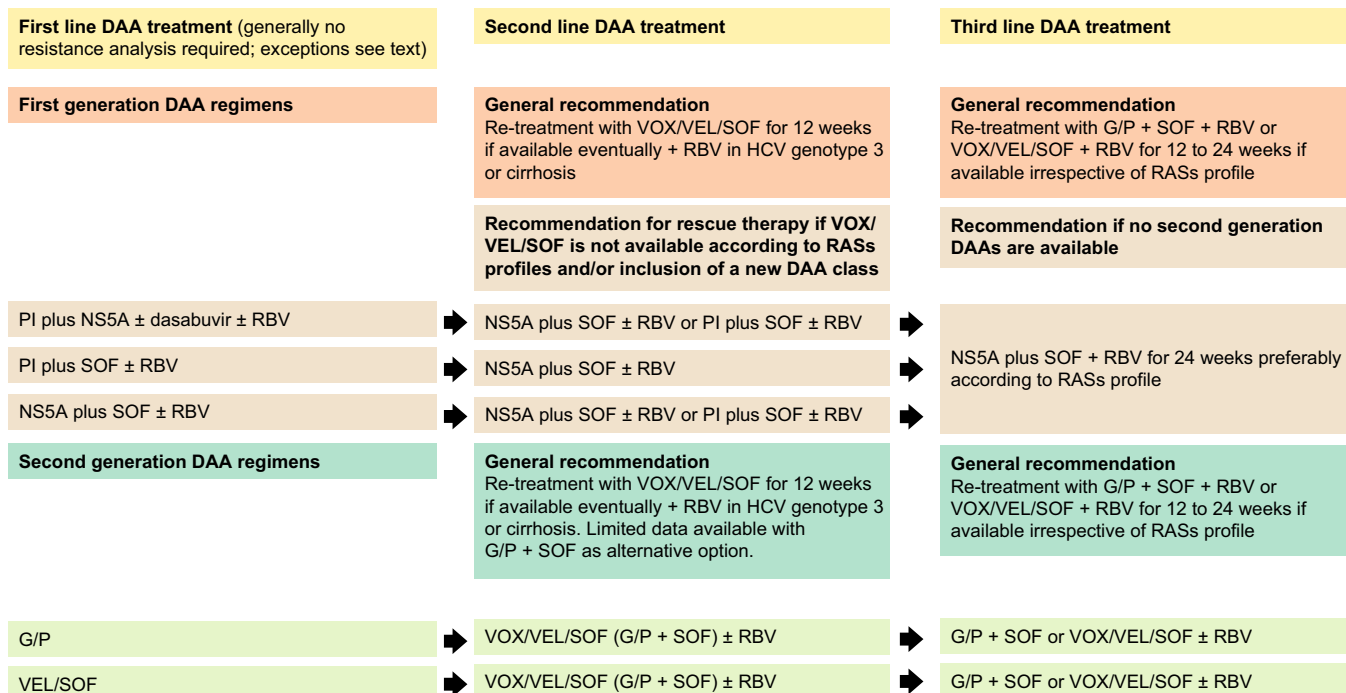 First line DAA treatment (generally no
resistance analysis required; exceptions see text)
Second line DAA treatment
Third line DAA treatment
First generation DAA regimens
General recommendation
Re-treatment with VOX/VEL/SOF for 12 weeks
if available eventually + RBV in HCV genotype 3
or cirrhosis
General recommendation
Re-treatment with G/P + SOF + RBV or
VOX/VEL/SOF + RBV for 12 to 24 weeks if
available irrespective of RASs profile
Recommendation for rescue therapy if VOX/
VEL/SOF is not available according to RASs
profiles and/or inclusion of a new DAA class
Recommendation if no second generation
DAAs are available
PI plus NS5A ± dasabuvir ± RBV
NS5A plus SOF ± RBV or PI plus SOF ± RBV
PI plus SOF ± RBV
NS5A plus SOF ± RBV
NS5A plus SOF ± RBV
NS5A plus SOF ± RBV or PI plus SOF ± RBV
NS5A plus SOF + RBV for 24 weeks preferably
according to RASs profile
Second generation DAA regimens
General recommendation
Re-treatment with VOX/VEL/SOF for 12 weeks
if available eventually + RBV in HCV genotype 3
or cirrhosis. Limited data available with
G/P + SOF as alternative option.
General recommendation
Re-treatment with G/P + SOF + RBV or
VOX/VEL/SOF + RBV for 12 to 24 weeks if
available irrespective of RASs profile
G/P
VOX/VEL/SOF (G/P + SOF) ± RBV
G/P + SOF or VOX/VEL/SOF ± RBV
VEL/SOF
VOX/VEL/SOF (G/P + SOF) ± RBV
G/P + SOF or VOX/VEL/SOF ± RBV